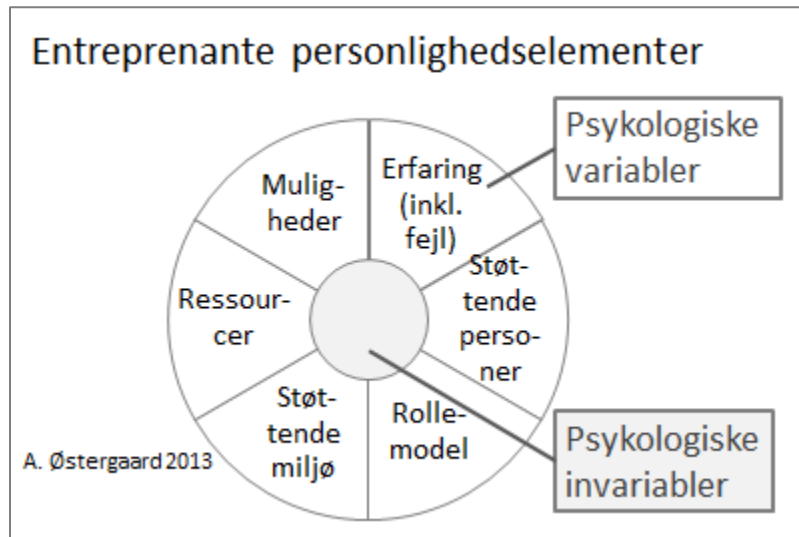 Entreprenante personlighedselementer
Psykologiske
variabler
Erfaring
(inkl.
fejl)
Støt-
tende
perso-
ner
Rolle-
model
Støt-
tende
miljø
Ressour-
cer
Mulig-
heder
Psykologiske
invariabler
A. Østergaard 2013